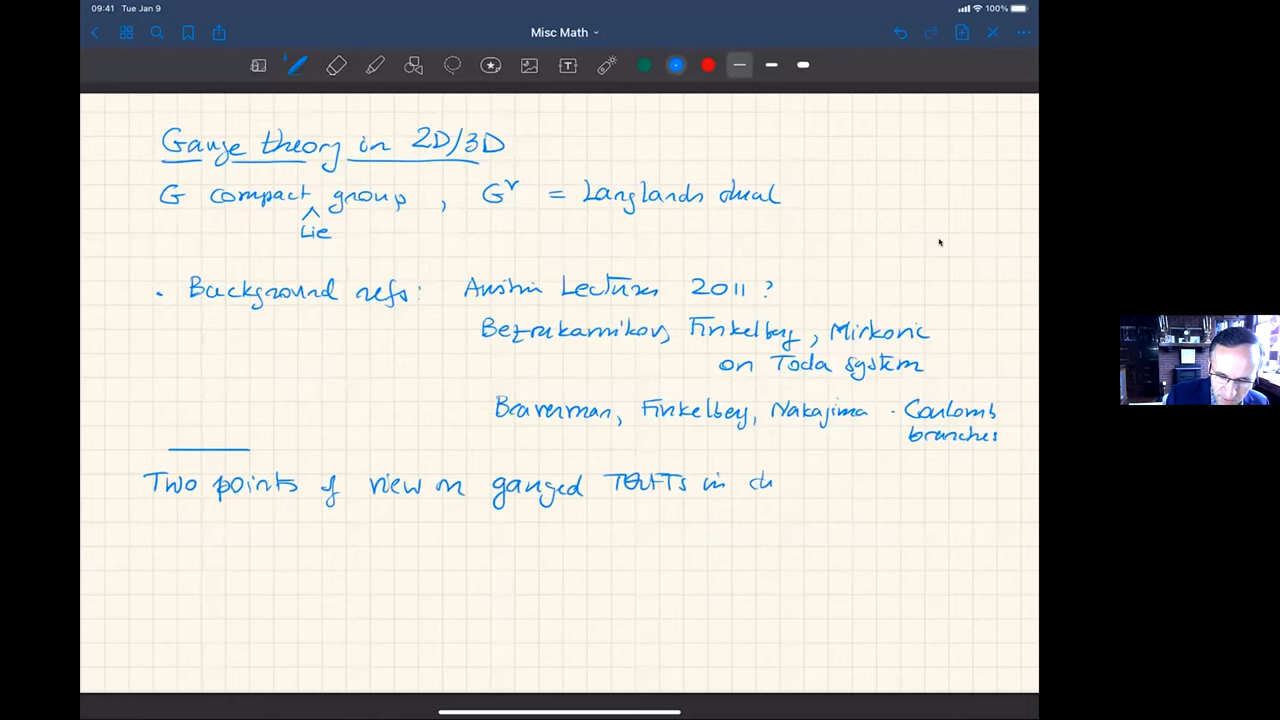 09:41 Tue Jan 9
100%
Misc Math
Gauge theory in 2D/3D
G compact group, G^∨ = Langlands dual
^
Lie
· Background refs: Austin Lectures 2011?
Bezrukavnikov, Finkelberg, Mirkovic
on Toda system
Braverman, Finkelberg, Nakajima · Coulomb
branches
Two points of view on gauged TQFTs in d